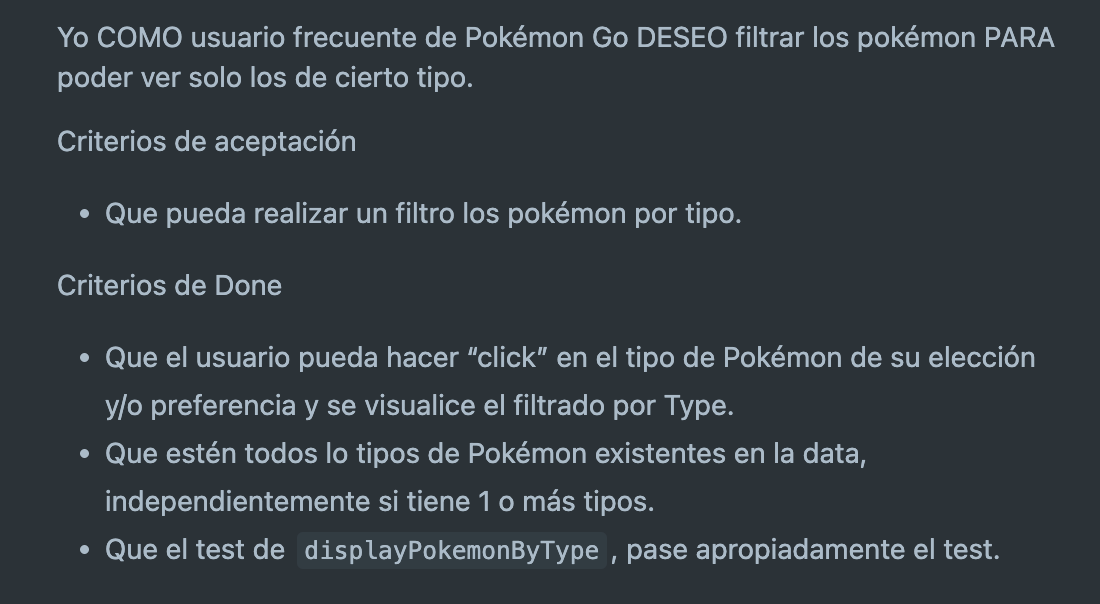 Yo COMO usuario frecuente de Pokémon Go DESEO filtrar los pokémon PARA
poder ver solo los de cierto tipo.
Criterios de aceptación
• Que pueda realizar un filtro los pokémon por tipo.
Criterios de Done
• Que el usuario pueda hacer “click” en el tipo de Pokémon de su elección
y/o preferencia y se visualice el filtrado por Type.
• Que estén todos lo tipos de Pokémon existentes en la data,
independientemente si tiene 1 o más tipos.
• Que el test de displayPokemonByType , pase apropiadamente el test.